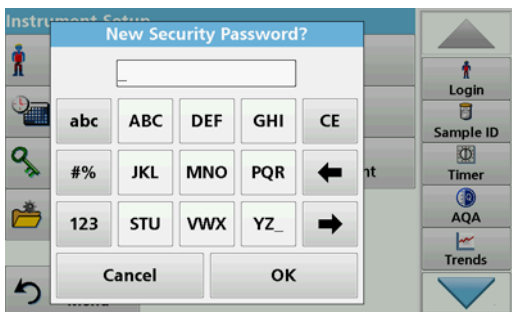 Instru
New Security Password?
_
abc ABC DEF GHI CE
#% JKL MNO PQR
123 STU VWX YZ_
Cancel OK
Login
Sample ID
Timer
AQA
Trends